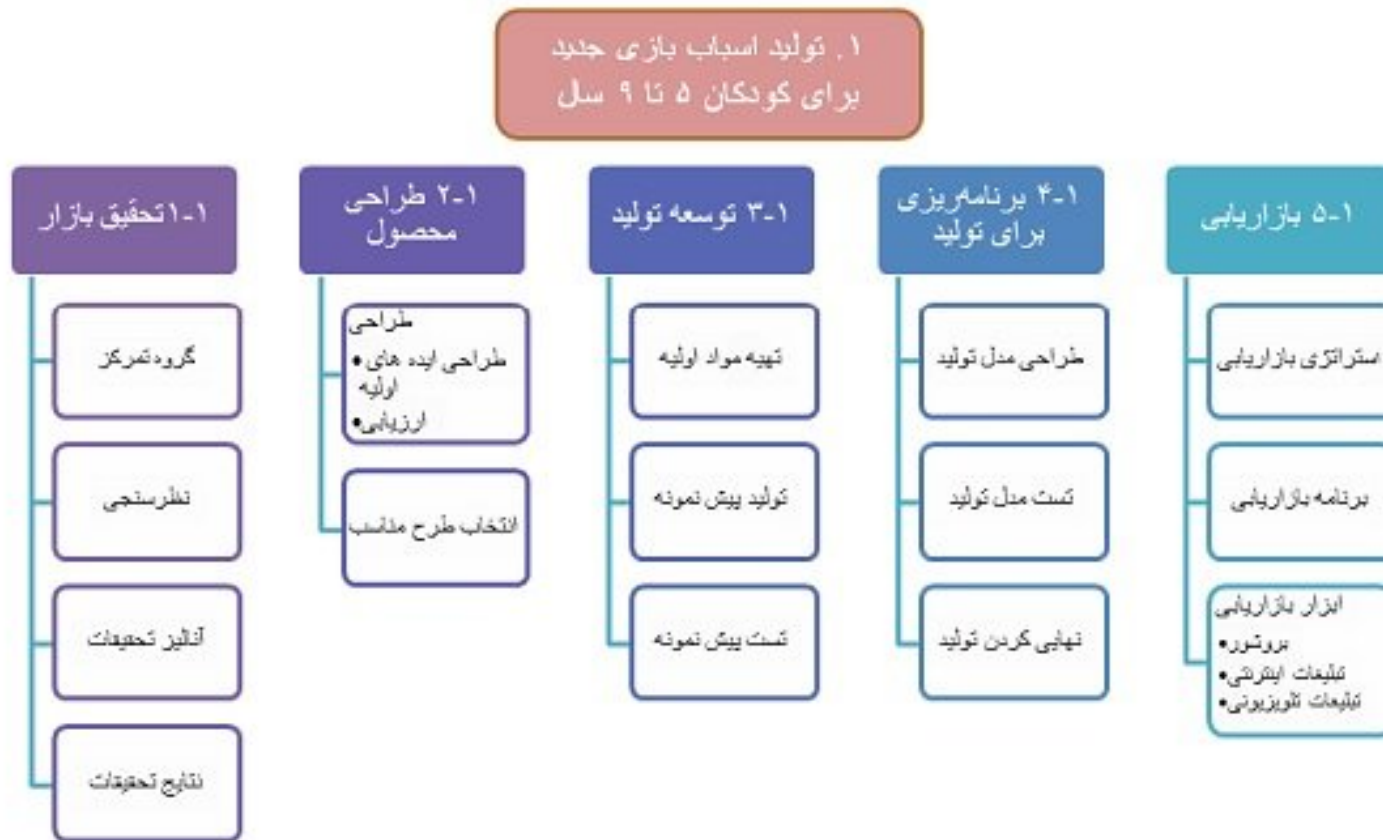 ۱. تولید اسباب بازی جدید
برای کودکان ۵ تا ۹ سال
۱-۱ تحقیق بازار
گروه تمرکز
نظرسنجی
آنالیز تحقیقات
نتایج تحقیقات
۲-۱ طراحی
محصول
طراحی
•طراحی ایده های
اولیه
•ارزیابی
انتخاب طرح مناسب
۳-۱ توسعه تولید
تهیه مواد اولیه
تولید پیش نمونه
تست پیش نمونه
۴-۱ برنامه‌ریزی
برای تولید
طراحی مدل تولید
تست مدل تولید
نهایی کردن تولید
۵-۱ بازاریابی
استراتژی بازاریابی
برنامه بازاریابی
ابزار بازاریابی
•بروشور
•تبلیغات اینترنتی
•تبلیغات تلویزیونی